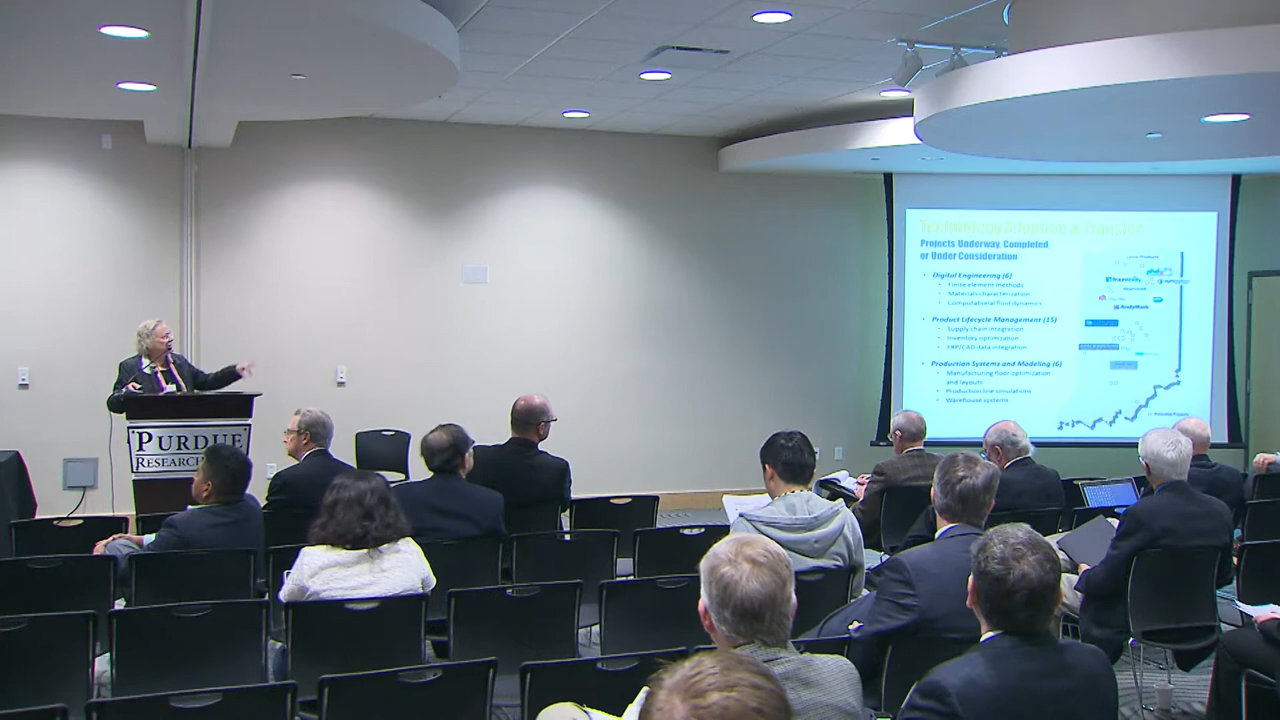 PURDUE
RESEARCH
Technology Adoption & Transfer
Projects Underway, Completed
or Under Consideration
• Digital Engineering (6)
• Finite element methods
• Materials characterization
• Computational fluid dynamics
• Product Lifecycle Management (15)
• Supply chain integration
• Inventory optimization
• ERP/CAD data integration
• Production Systems and Modeling (6)
• Manufacturing floor optimization
and layouts
• Production line simulations
• Warehouse systems
AndyMark